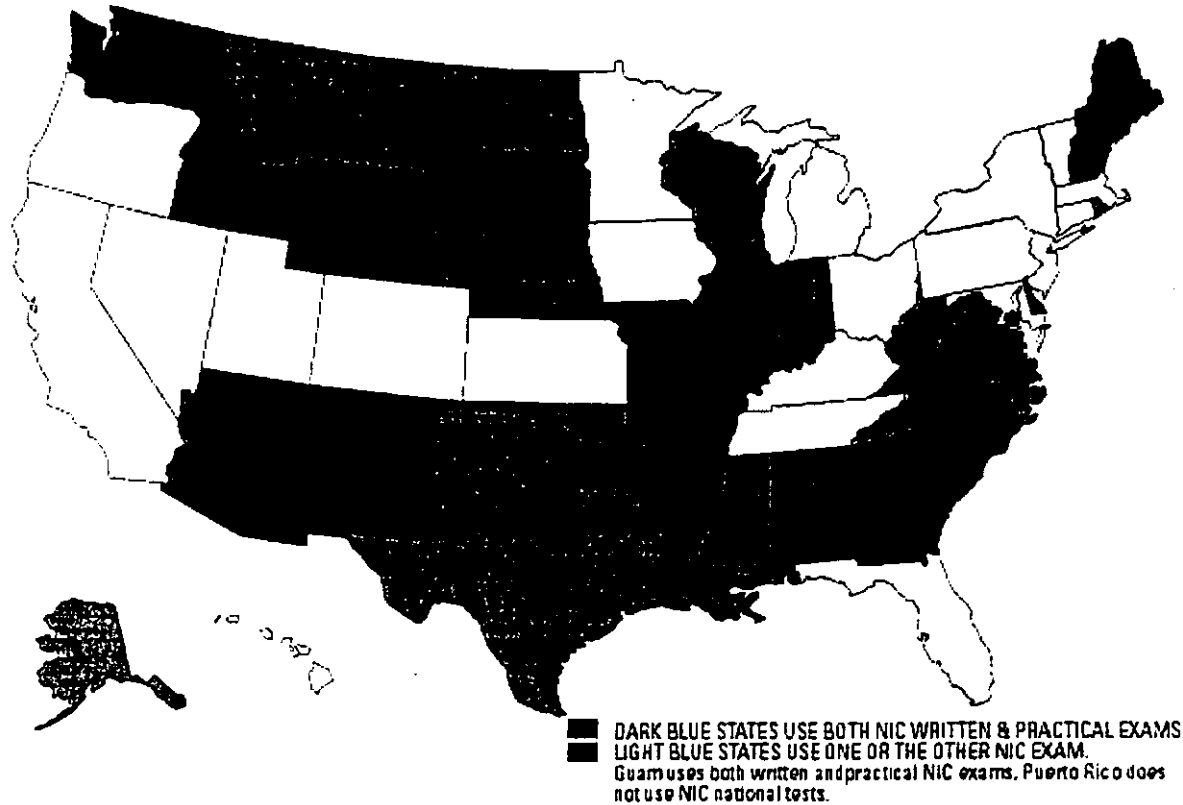 DARK BLUE STATES USE BOTH NIC WRITTEN & PRACTICAL EXAMS
LIGHT BLUE STATES USE ONE OR THE OTHER NIC EXAM.
Guam uses both written and practical NIC exams, Puerto Rico does
not use NIC national tests.